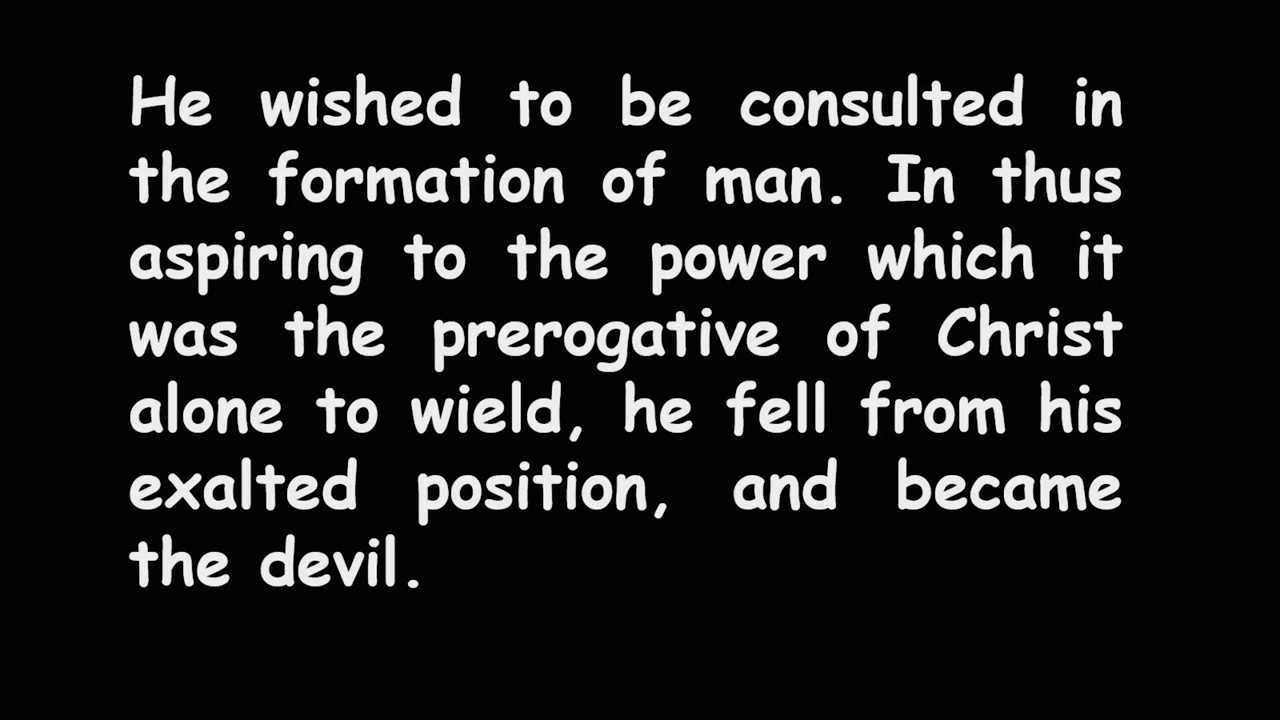 He wished to be consulted in
the formation of man. In thus
aspiring to the power which it
was the prerogative of Christ
alone to wield, he fell from his
exalted position, and became
the devil.